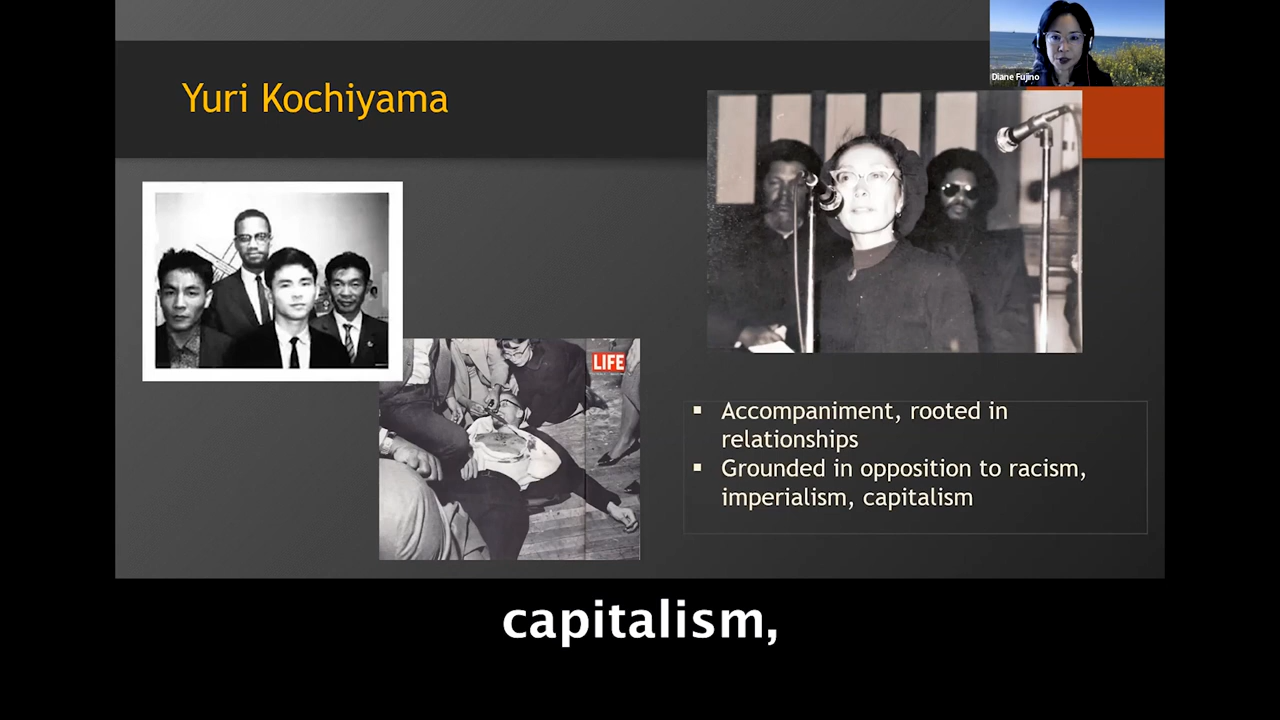 Diane Fujino
Yuri Kochiyama
LIFE
▪ Accompaniment, rooted in
relationships
▪ Grounded in opposition to racism,
imperialism, capitalism
capitalism,